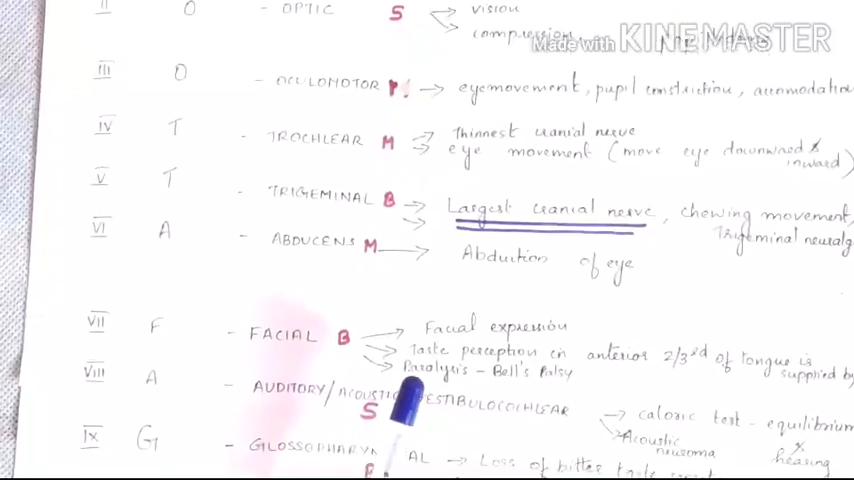 II O - OPTIC S vision
compression,
Made with KINEMASTER
III O - OCULOMOTOR → eyemovement, pupil constriction, accomodation
IV T - TROCHLEAR M → Thinnest cranial nerve
→ eye movement (move eye downward & inward)
V T - TRIGEMINAL B → Largest cranial nerve, chewing movement,
→ Trigeminal neuralg
VI A - ABDUCENS M → Abduction of eye
VII F - FACIAL B → Facial expression
→ Taste perception in anterior 2/3rd of tongue is supplied by
→ Paralysis - Bell's Palsy
VIII A - AUDITORY/ACOUSTIC VESTIBULOCOCHLEAR S → caloric test - equilibrium & hearing
Acoustic neuroma
IX G - GLOSSOPHARYN AL → Loss of bitter taste